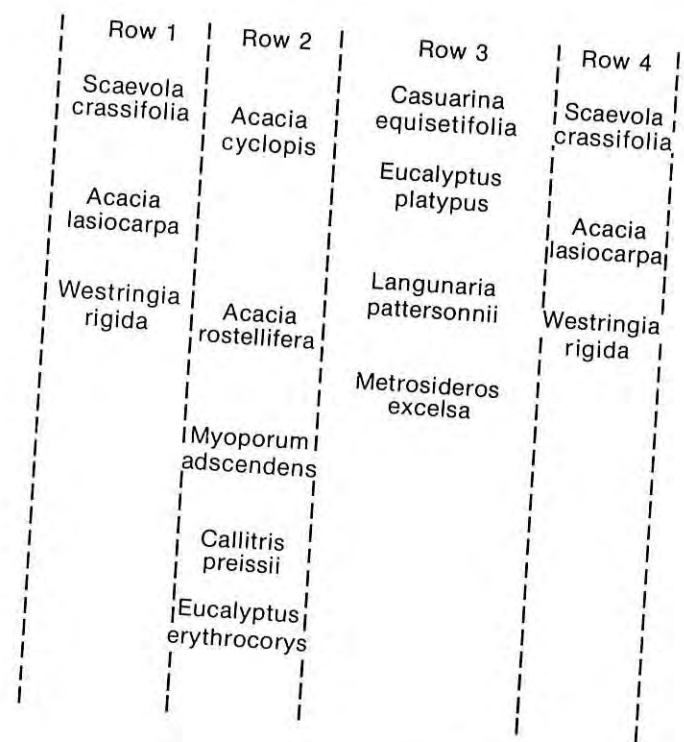 Row 1
Scaevola
crassifolia
Acacia
lasiocarpa
Westringia
rigida
Row 2
Acacia
cyclopis
Acacia
rostellifera
Myoporum
adscendens
Callitris
preissii
Eucalyptus
erythrocorys
Row 3
Casuarina
equisetifolia
Eucalyptus
platypus
Langunaria
pattersonnii
Metrosideros
excelsa
Row 4
Scaevola
crassifolia
Acacia
lasiocarpa
Westringia
rigida